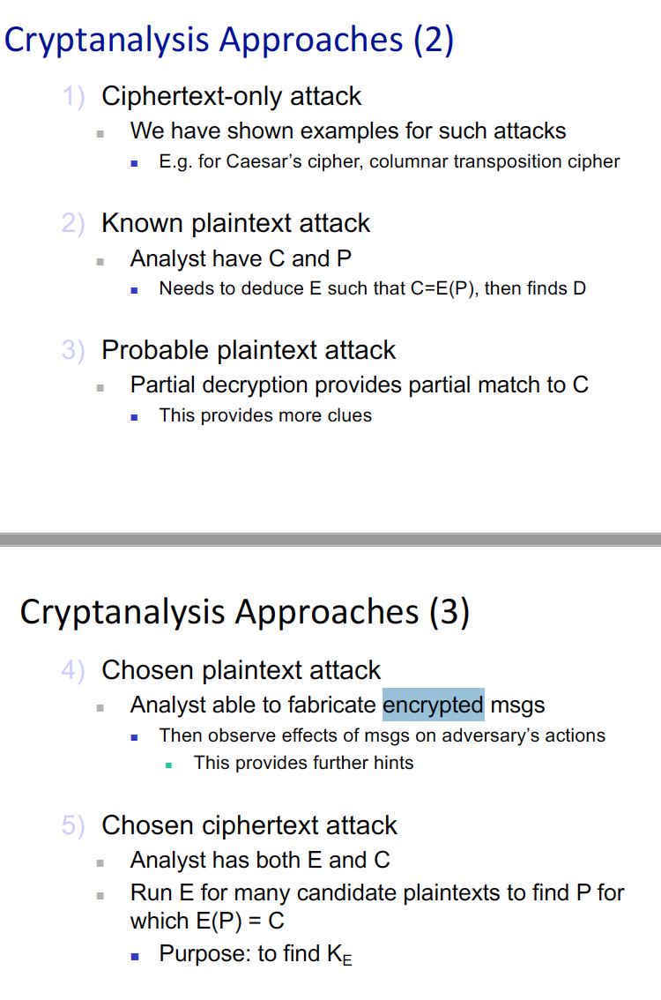 Cryptanalysis Approaches (2)
1) Ciphertext-only attack
We have shown examples for such attacks
E.g. for Caesar’s cipher, columnar transposition cipher
2) Known plaintext attack
Analyst have C and P
Needs to deduce E such that C=E(P), then finds D
3) Probable plaintext attack
Partial decryption provides partial match to C
This provides more clues
Cryptanalysis Approaches (3)
4) Chosen plaintext attack
Analyst able to fabricate encrypted msgs
Then observe effects of msgs on adversary’s actions
This provides further hints
5) Chosen ciphertext attack
Analyst has both E and C
Run E for many candidate plaintexts to find P for
which E(P) = C
Purpose: to find KE